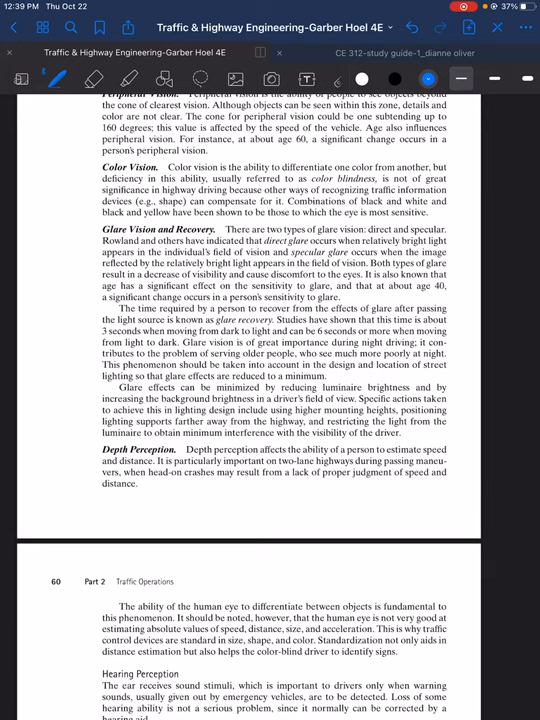 12:39 PM Thu Oct 22
37%
Traffic & Highway Engineering-Garber Hoel 4E
Traffic & Highway Engineering-Garber Hoel 4E
CE 312-study guide-1_dianne oliver
Peripheral Vision. Peripheral vision is the ability of people to see objects beyond
the cone of clearest vision. Although objects can be seen within this zone, details and
color are not clear. The cone for peripheral vision could be one subtending up to
160 degrees; this value is affected by the speed of the vehicle. Age also influences
peripheral vision. For instance, at about age 60, a significant change occurs in a
person's peripheral vision.
Color Vision. Color vision is the ability to differentiate one color from another, but
deficiency in this ability, usually referred to as color blindness, is not of great
significance in highway driving because other ways of recognizing traffic information
devices (e.g., shape) can compensate for it. Combinations of black and white and
black and yellow have been shown to be those to which the eye is most sensitive.
Glare Vision and Recovery. There are two types of glare vision: direct and specular.
Rowland and others have indicated that direct glare occurs when relatively bright light
appears in the individual's field of vision and specular glare occurs when the image
reflected by the relatively bright light appears in the field of vision. Both types of glare
result in a decrease of visibility and cause discomfort to the eyes. It is also known that
age has a significant effect on the sensitivity to glare, and that at about age 40,
a significant change occurs in a person's sensitivity to glare.
The time required by a person to recover from the effects of glare after passing
the light source is known as glare recovery. Studies have shown that this time is about
3 seconds when moving from dark to light and can be 6 seconds or more when moving
from light to dark. Glare vision is of great importance during night driving; it con-
tributes to the problem of serving older people, who see much more poorly at night.
This phenomenon should be taken into account in the design and location of street
lighting so that glare effects are reduced to a minimum.
Glare effects can be minimized by reducing luminaire brightness and by
increasing the background brightness in a driver's field of view. Specific actions taken
to achieve this in lighting design include using higher mounting heights, positioning
lighting supports farther away from the highway, and restricting the light from the
luminaire to obtain minimum interference with the visibility of the driver.
Depth Perception. Depth perception affects the ability of a person to estimate speed
and distance. It is particularly important on two-lane highways during passing maneu-
vers, when head-on crashes may result from a lack of proper judgment of speed and
distance.
60 Part 2 Traffic Operations
The ability of the human eye to differentiate between objects is fundamental to
this phenomenon. It should be noted, however, that the human eye is not very good at
estimating absolute values of speed, distance, size, and acceleration. This is why traffic
control devices are standard in size, shape, and color. Standardization not only aids in
distance estimation but also helps the color-blind driver to identify signs.
Hearing Perception
The ear receives sound stimuli, which is important to drivers only when warning
sounds, usually given out by emergency vehicles, are to be detected. Loss of some
hearing ability is not a serious problem, since it normally can be corrected by a
hearing aid.